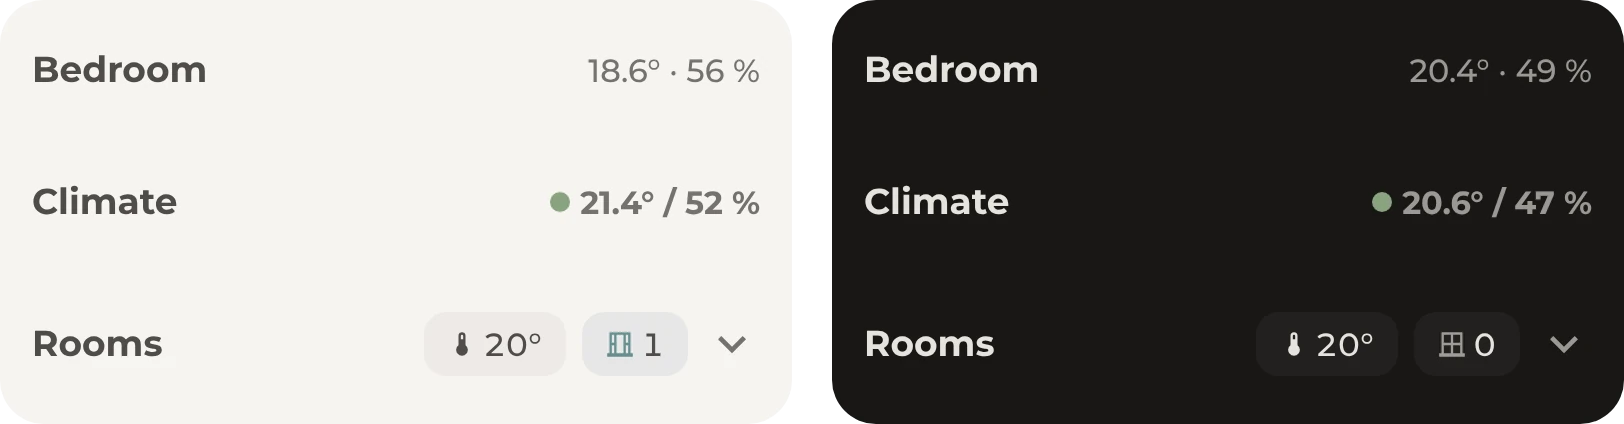 Bedroom 18.6° · 56 %
Climate 21.4° / 52 %
Rooms 20° 1
Bedroom 20.4° · 49 %
Climate 20.6° / 47 %
Rooms 20° 0